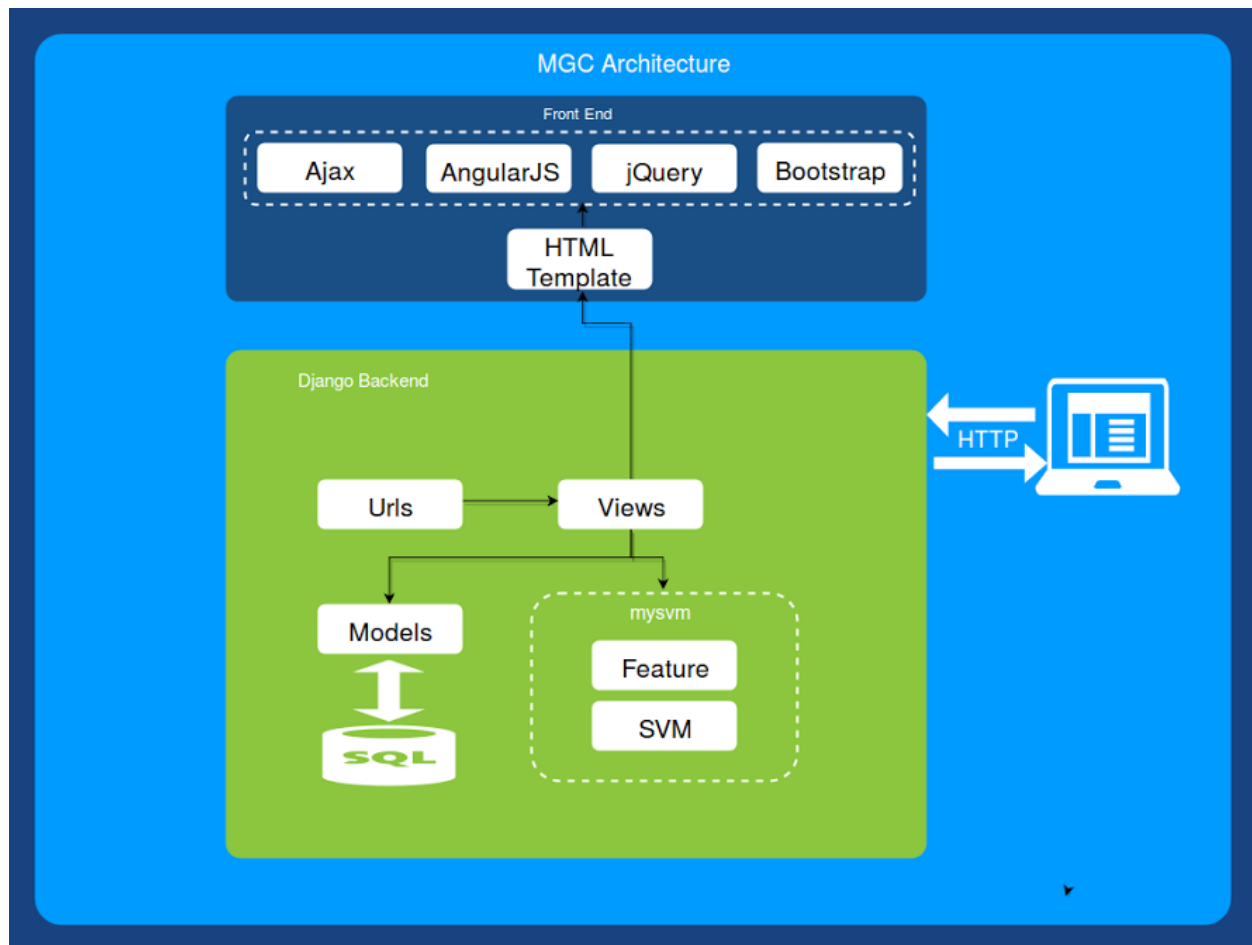 MGC Architecture
Front End
Ajax
AngularJS
jQuery
Bootstrap
HTML
Template
Django Backend
HTTP
Urls
Views
Models
mysvm
Feature
SVM
SQL